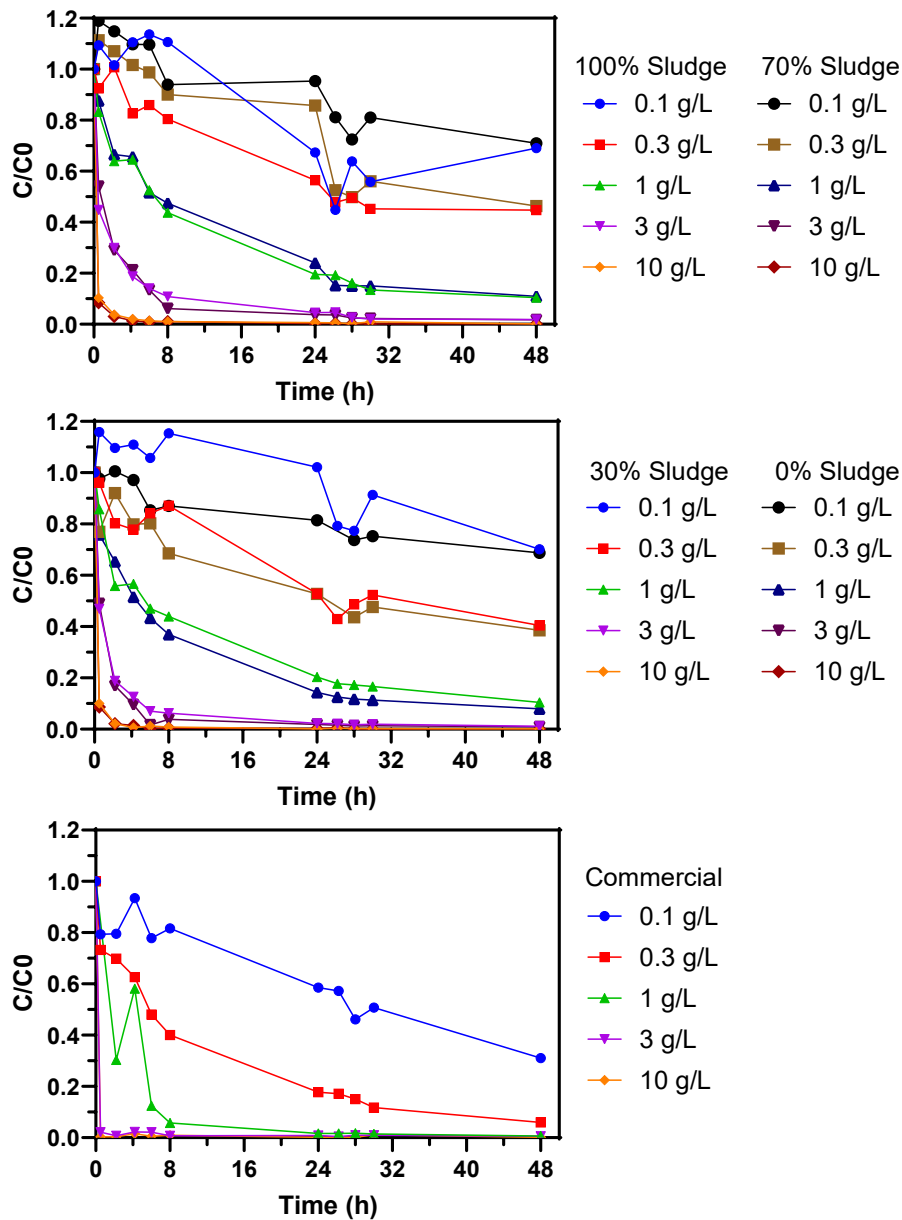 1.2
1.0
0.8
0.6
0.4
0.2
0.0
C/C0
0 8 16 24 32 40 48
Time (h)
100% Sludge 70% Sludge
0.1 g/L 0.1 g/L
0.3 g/L 0.3 g/L
1 g/L 1 g/L
3 g/L 3 g/L
10 g/L 10 g/L
1.2
1.0
0.8
0.6
0.4
0.2
0.0
C/C0
0 8 16 24 32 40 48
Time (h)
30% Sludge 0% Sludge
0.1 g/L 0.1 g/L
0.3 g/L 0.3 g/L
1 g/L 1 g/L
3 g/L 3 g/L
10 g/L 10 g/L
1.2
1.0
0.8
0.6
0.4
0.2
0.0
C/C0
0 8 16 24 32 40 48
Time (h)
Commercial
0.1 g/L
0.3 g/L
1 g/L
3 g/L
10 g/L